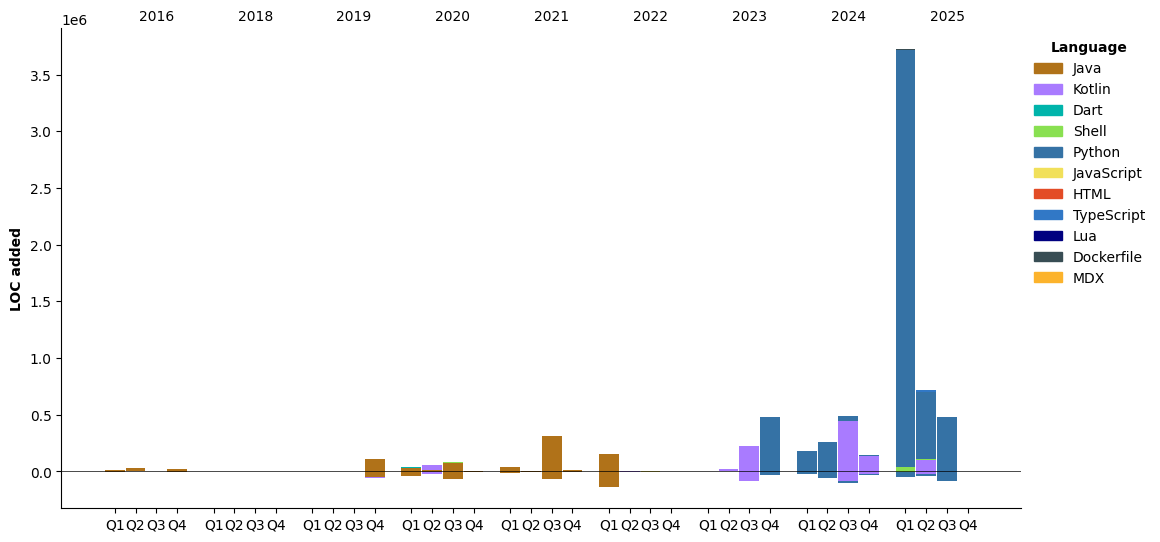 1e6
2016 2018 2019 2020 2021 2022 2023 2024 2025
3.5
3.0
2.5
2.0
1.5
1.0
0.5
0.0
LOC added
Q1 Q2 Q3 Q4 Q1 Q2 Q3 Q4 Q1 Q2 Q3 Q4 Q1 Q2 Q3 Q4 Q1 Q2 Q3 Q4 Q1 Q2 Q3 Q4 Q1 Q2 Q3 Q4 Q1 Q2 Q3 Q4 Q1 Q2 Q3 Q4
Language
Java
Kotlin
Dart
Shell
Python
JavaScript
HTML
TypeScript
Lua
Dockerfile
MDX